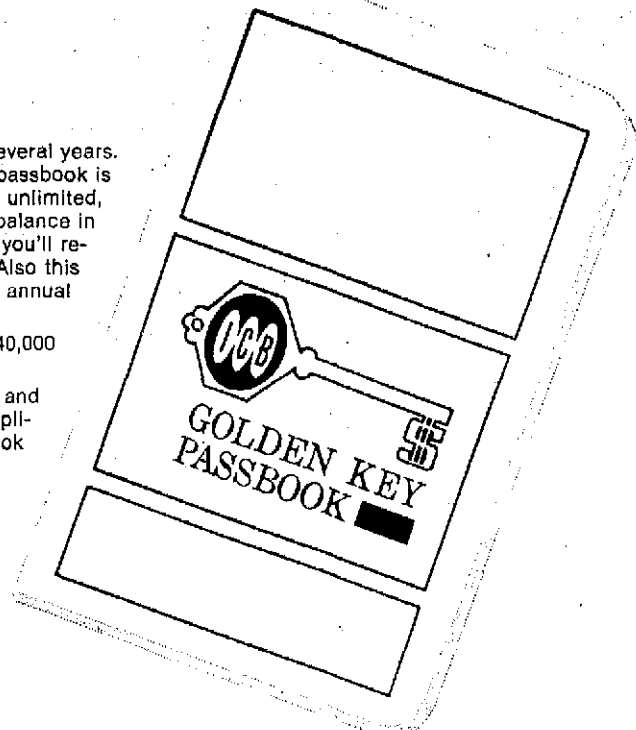 everal years.
passbook is
unlimited,
balance in
you'll re-
Also this
annual
40,000
and
pli-
ok
ICB
GOLDEN KEY
PASSBOOK